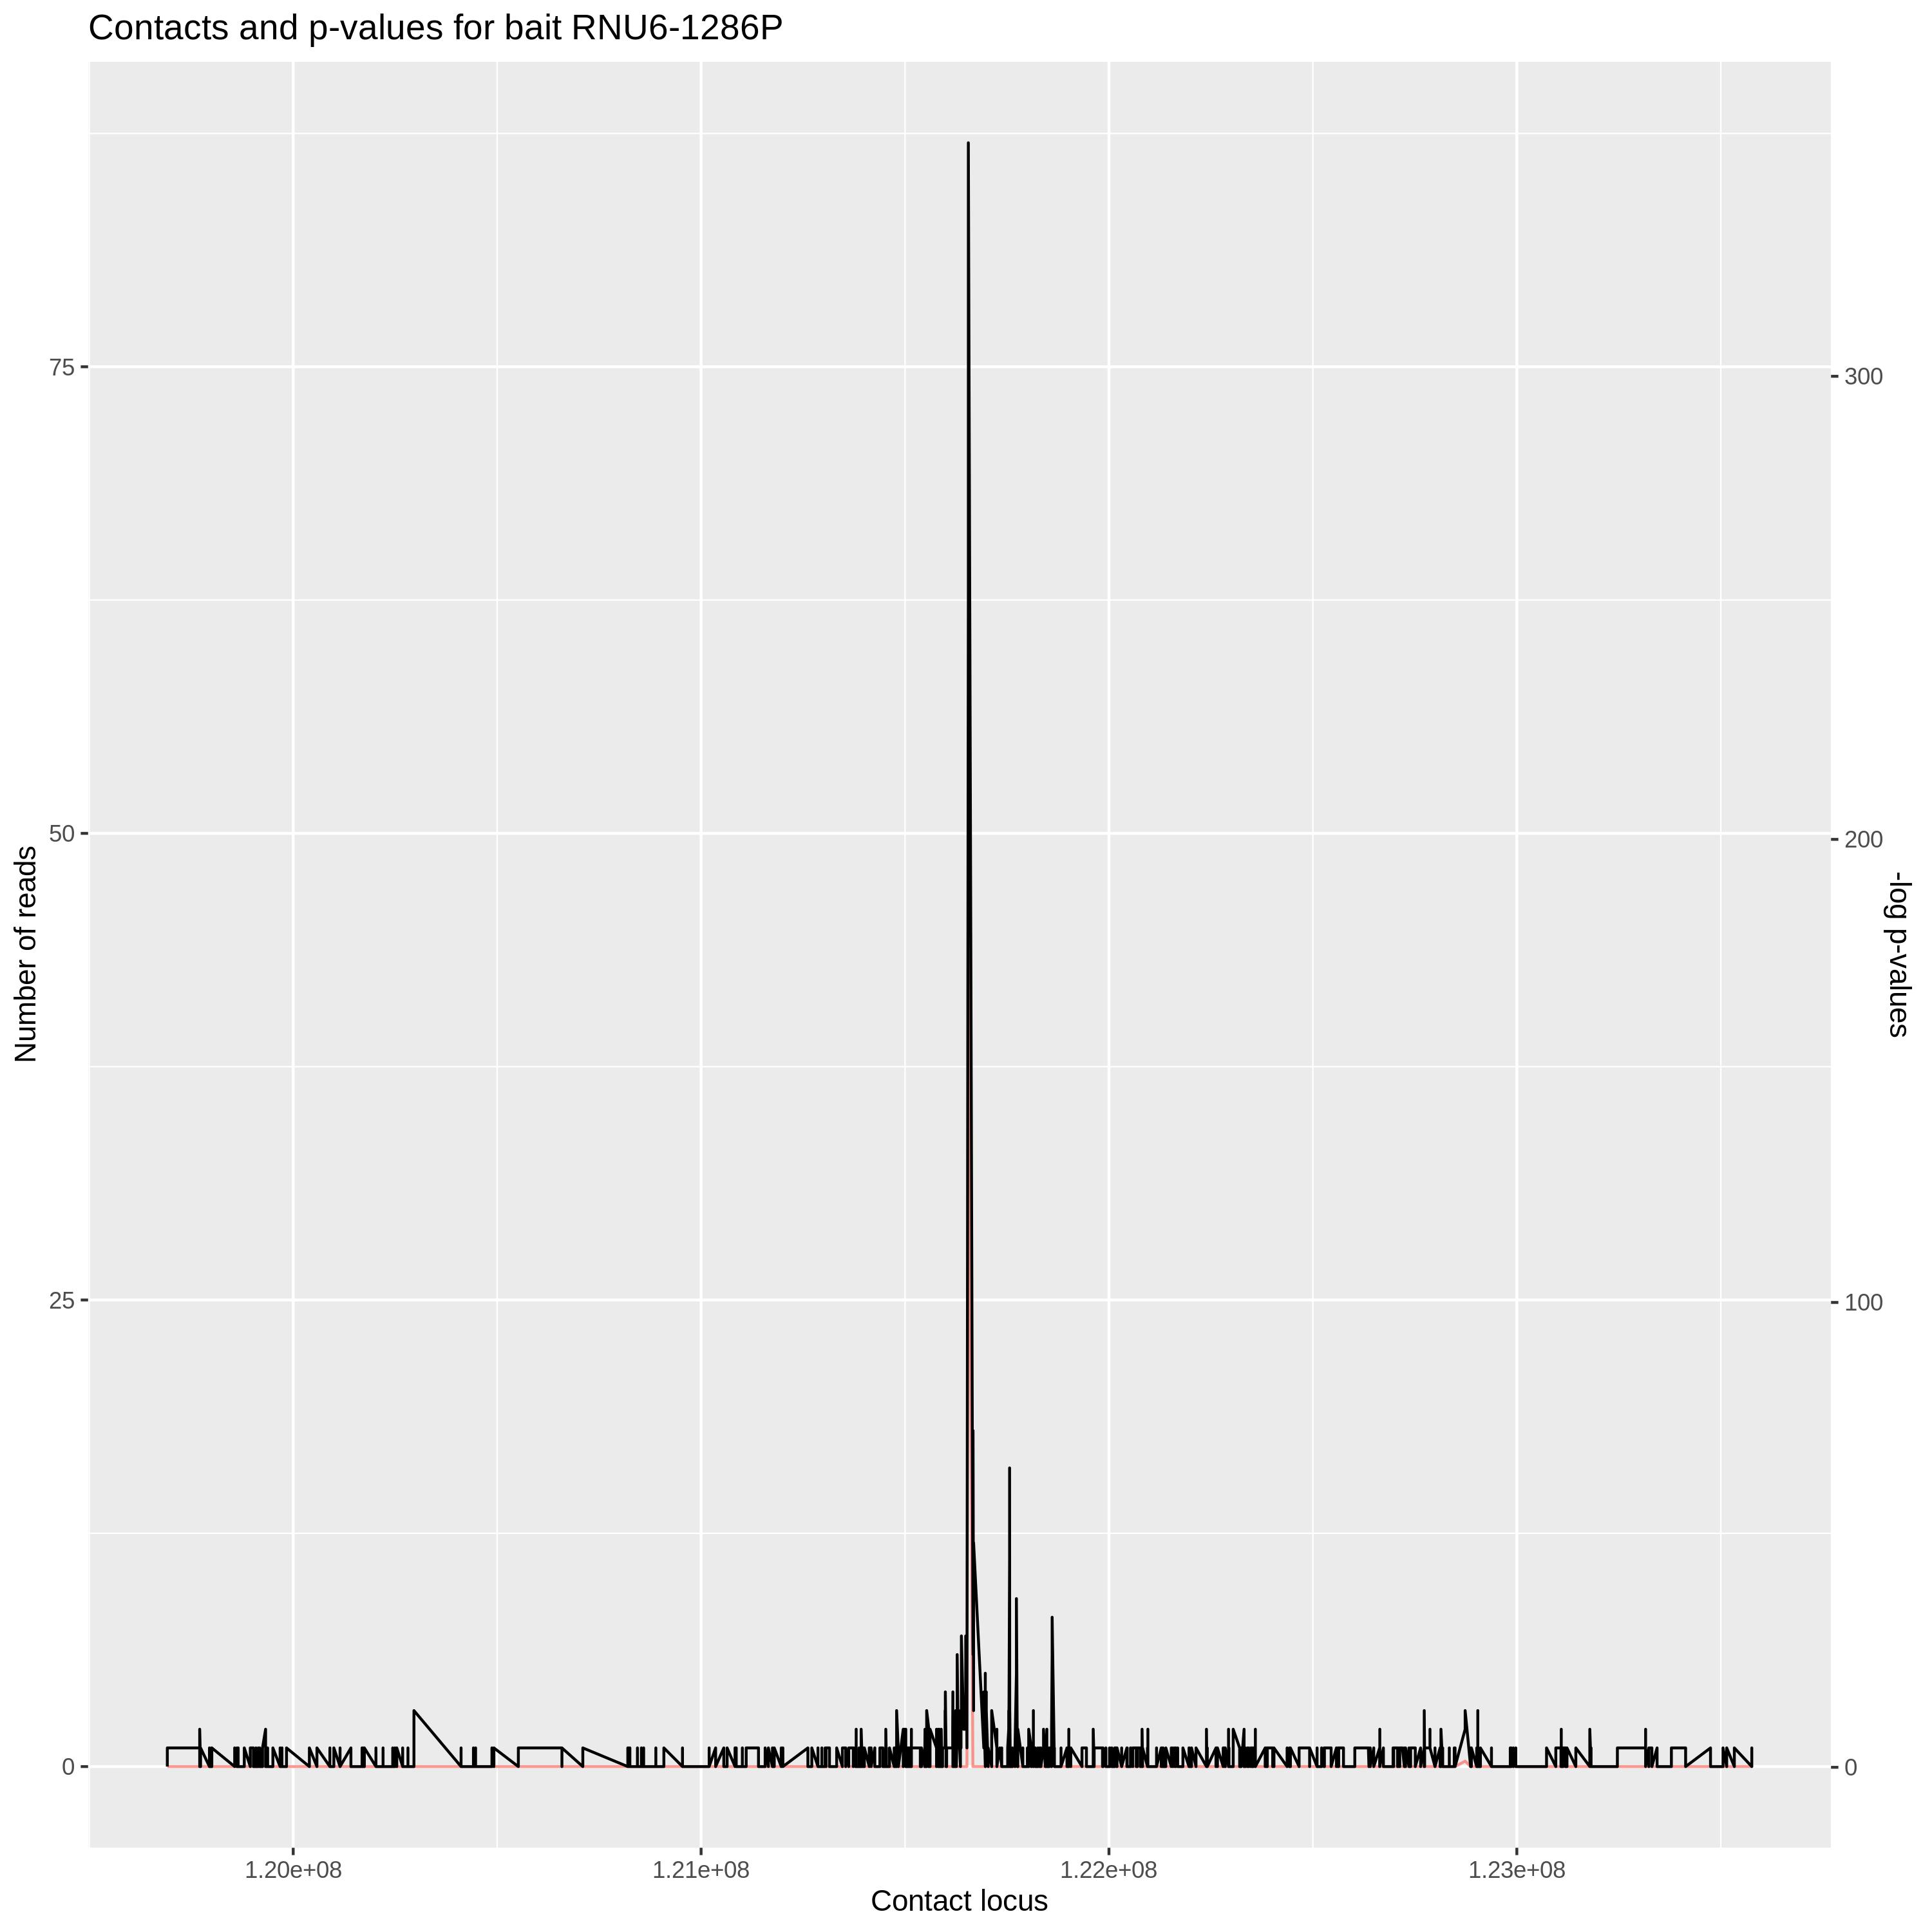 Contacts and p-values for bait RNU6-1286P
75
50
25
0
300
200
100
0
Number of reads
-log p-values
1.20e+08 1.21e+08 1.22e+08 1.23e+08
Contact locus